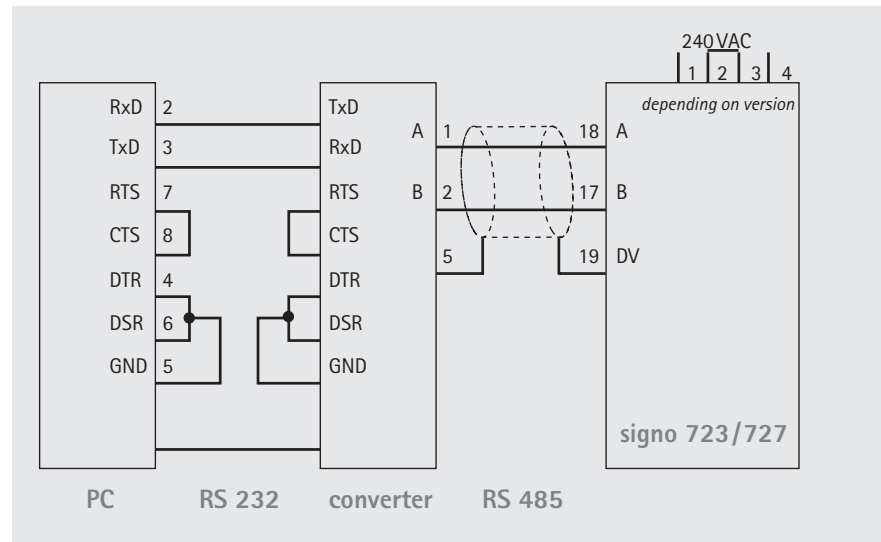 240 VAC
1 2 3 4
depending on version
RxD 2 TxD
A 1 18 A
TxD 3 RxD
RTS 7 RTS
B 2 17 B
CTS 8 CTS
5 19 DV
DTR 4 DTR
DSR 6 DSR
GND 5 GND
signo 723/727
PC RS 232 converter RS 485